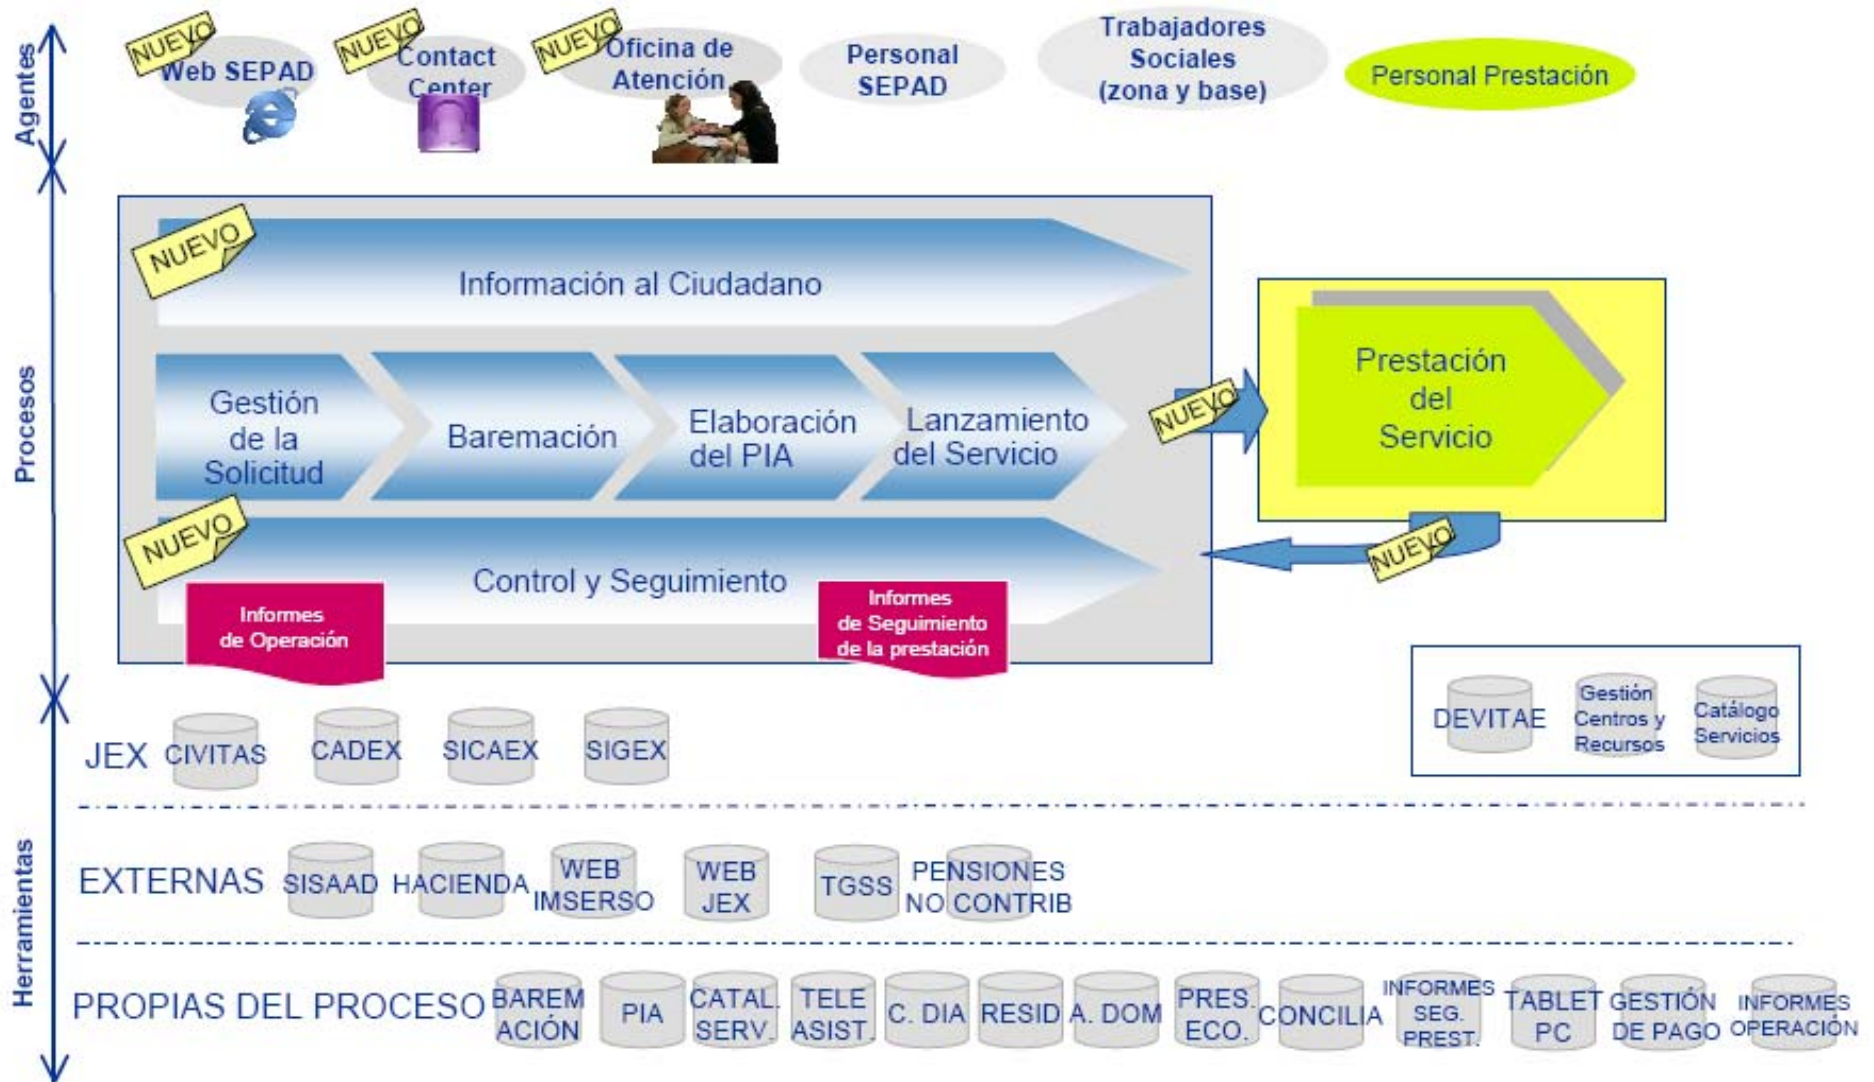 Agentes
NUEVO
Web SEPAD
NUEVO
Contact
Center
NUEVO
Oficina de
Atención
Personal
SEPAD
Trabajadores
Sociales
(zona y base)
Personal Prestación
Procesos
NUEVO
Información al Ciudadano
Gestión
de la
Solicitud
Baremación
Elaboración
del PIA
Lanzamiento
del Servicio
NUEVO
Prestación
del
Servicio
NUEVO
Control y Seguimiento
NUEVO
Informes
de Operación
Informes
de Seguimiento
de la prestación
Herramientas
JEX
CIVITAS
CADEX
SICAEX
SIGEX
DEVITAE
Gestión
Centros y
Recursos
Catálogo
Servicios
EXTERNAS
SISAAD
HACIENDA
WEB
IMSERSO
WEB
JEX
TGSS
PENSIONES
NO CONTRIB
PROPIAS DEL PROCESO
BAREM
ACIÓN
PIA
CATAL.
SERV.
TELE
ASIST.
C. DIA
RESID
A. DOM
PRES.
ECO.
CONCILIA
INFORMES
SEG.
PREST.
TABLET
PC
GESTIÓN
DE PAGO
INFORMES
OPERACIÓN